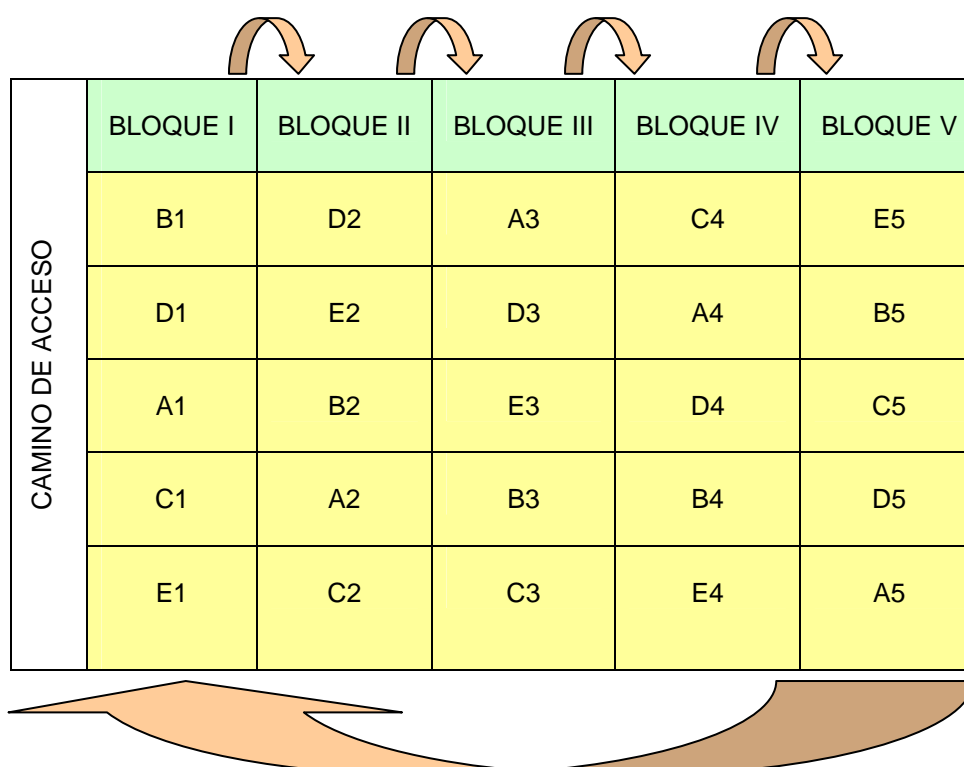 CAMINO DE ACCESO
BLOQUE I BLOQUE II BLOQUE III BLOQUE IV BLOQUE V
B1 D2 A3 C4 E5
D1 E2 D3 A4 B5
A1 B2 E3 D4 C5
C1 A2 B3 B4 D5
E1 C2 C3 E4 A5